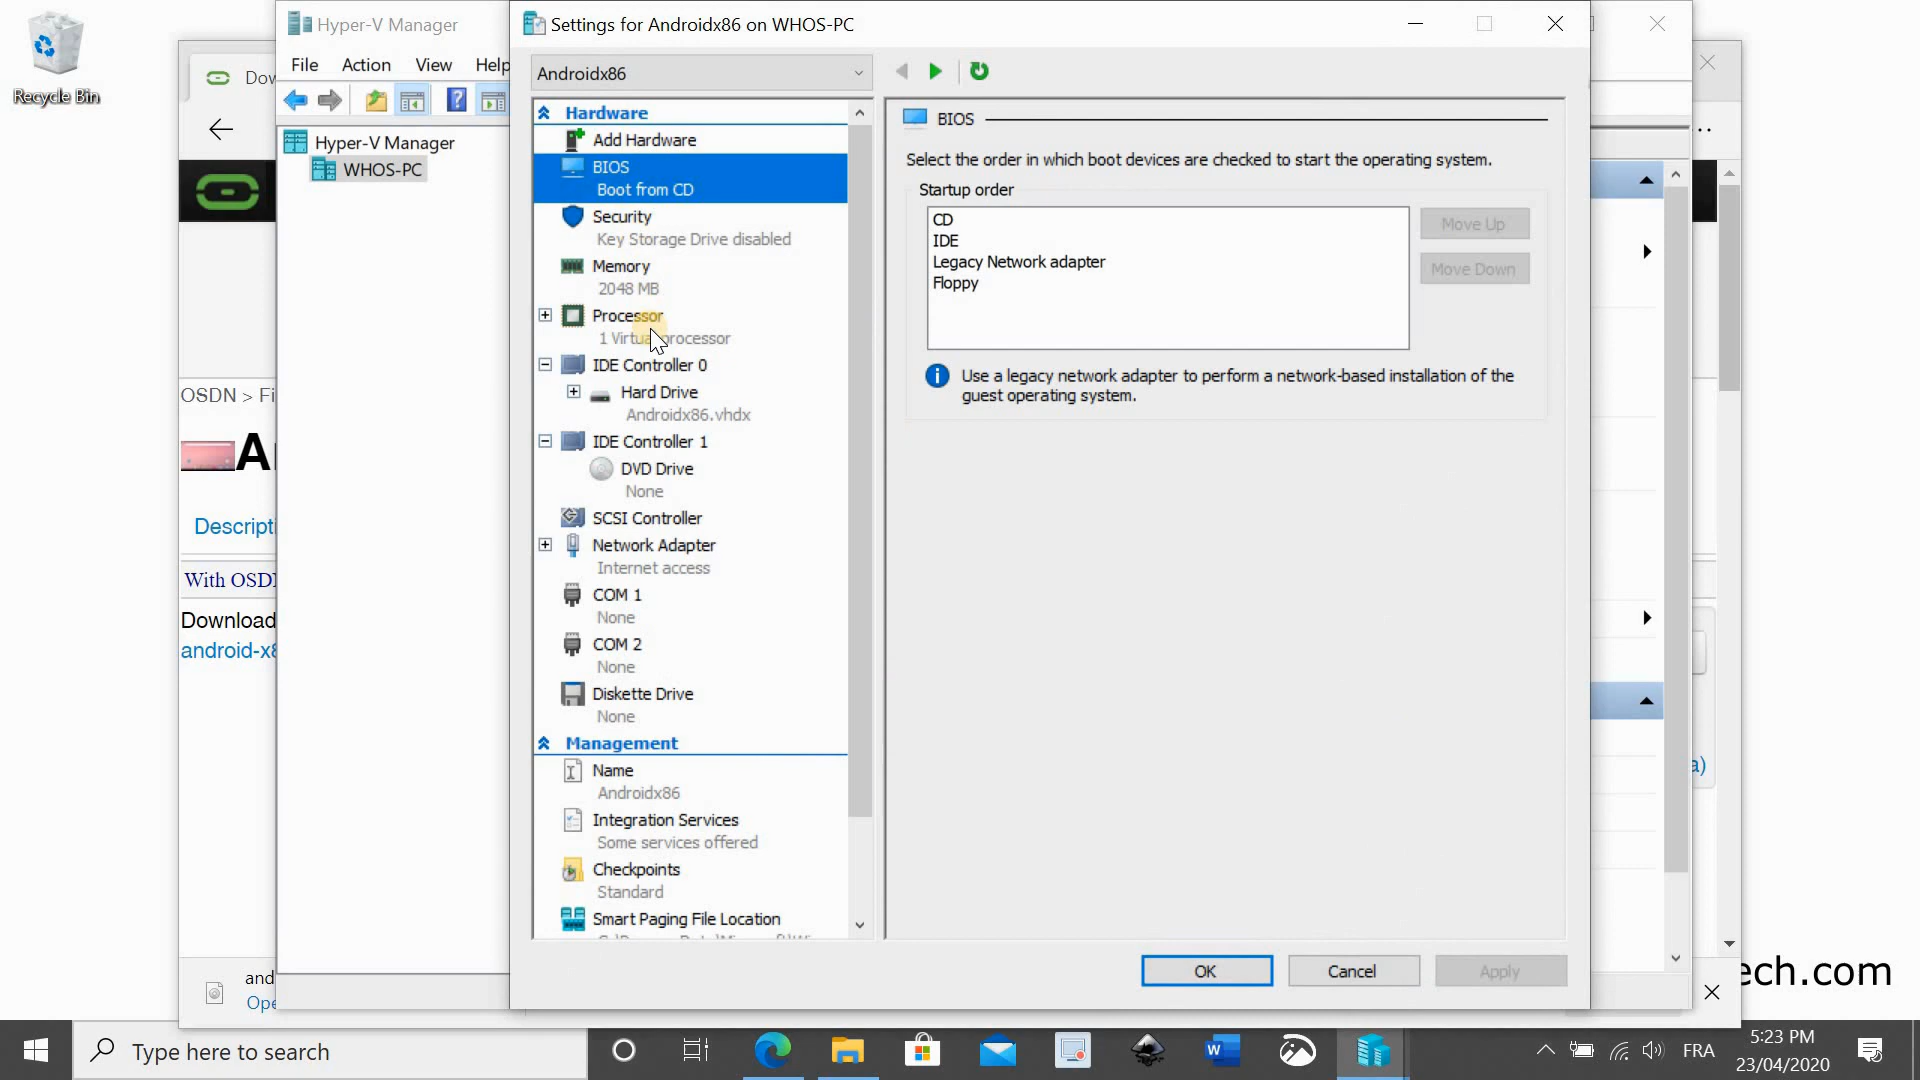 Recycle Bin
Dov
OSDN > Fi
A
Descripti
With OSD
Download
android-x8
and
Ope
Hyper-V Manager
File
Action
View
Help
Hyper-V Manager
WHOS-PC
Settings for Androidx86 on WHOS-PC
Androidx86
Hardware
Add Hardware
BIOS
Boot from CD
Security
Key Storage Drive disabled
Memory
2048 MB
Processor
1 Virtual processor
IDE Controller 0
Hard Drive
Androidx86.vhdx
IDE Controller 1
DVD Drive
None
SCSI Controller
Network Adapter
Internet access
COM 1
None
COM 2
None
Diskette Drive
None
Management
Name
Androidx86
Integration Services
Some services offered
Checkpoints
Standard
Smart Paging File Location
BIOS
Select the order in which boot devices are checked to start the operating system.
Startup order
CD
IDE
Legacy Network adapter
Floppy
Move Up
Move Down
Use a legacy network adapter to perform a network-based installation of the
guest operating system.
OK
Cancel
Apply
a)
ech.com
Type here to search
FRA
5:23 PM
23/04/2020